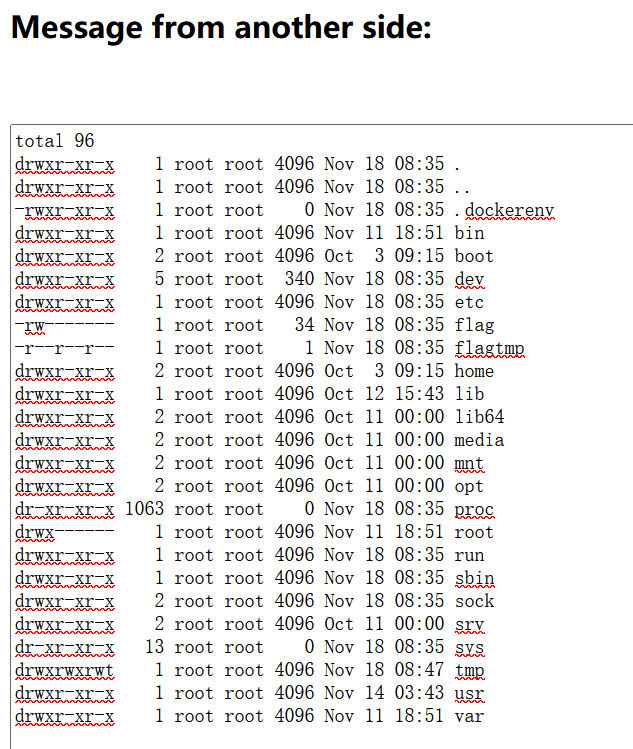 Message from another side:
total 96
drwxr-xr-x    1 root root 4096 Nov 18 08:35 .
drwxr-xr-x    1 root root 4096 Nov 18 08:35 ..
-rwxr-xr-x    1 root root    0 Nov 18 08:35 .dockerenv
drwxr-xr-x    1 root root 4096 Nov 11 18:51 bin
drwxr-xr-x    2 root root 4096 Oct  3 09:15 boot
drwxr-xr-x    5 root root  340 Nov 18 08:35 dev
drwxr-xr-x    1 root root 4096 Nov 18 08:35 etc
-rw-------    1 root root   34 Nov 18 08:35 flag
-r--r--r--    1 root root    1 Nov 18 08:35 flagtmp
drwxr-xr-x    2 root root 4096 Oct  3 09:15 home
drwxr-xr-x    1 root root 4096 Oct 12 15:43 lib
drwxr-xr-x    2 root root 4096 Oct 11 00:00 lib64
drwxr-xr-x    2 root root 4096 Oct 11 00:00 media
drwxr-xr-x    2 root root 4096 Oct 11 00:00 mnt
drwxr-xr-x    2 root root 4096 Oct 11 00:00 opt
dr-xr-xr-x 1063 root root    0 Nov 18 08:35 proc
drwx------    1 root root 4096 Nov 11 18:51 root
drwxr-xr-x    1 root root 4096 Nov 18 08:35 run
drwxr-xr-x    1 root root 4096 Nov 18 08:35 sbin
drwxr-xr-x    2 root root 4096 Nov 18 08:35 sock
drwxr-xr-x    2 root root 4096 Oct 11 00:00 srv
dr-xr-xr-x   13 root root    0 Nov 18 08:35 sys
drwxrwxrwt    1 root root 4096 Nov 18 08:47 tmp
drwxr-xr-x    1 root root 4096 Nov 14 03:43 usr
drwxr-xr-x    1 root root 4096 Nov 11 18:51 var